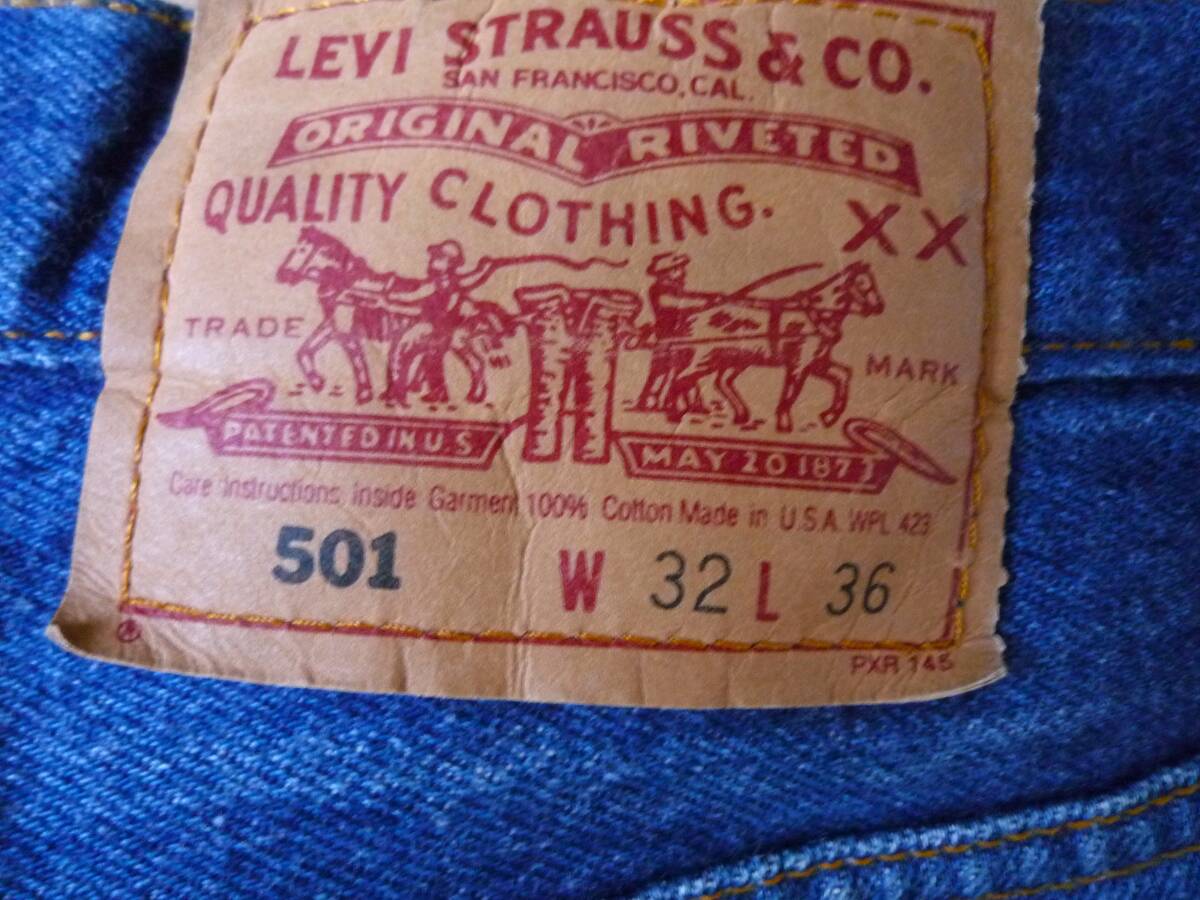 LEVI STRAUSS & CO.
SAN FRANCISCO, CAL.
ORIGINAL RIVETED
QUALITY CLOTHING.
XX
TRADE MARK
PATENTED IN U.S. MAY 20 1873
Care Instructions Inside Garment 100% Cotton Made in U.S.A. WPL 423
501 W 32 L 36
® PXR 145